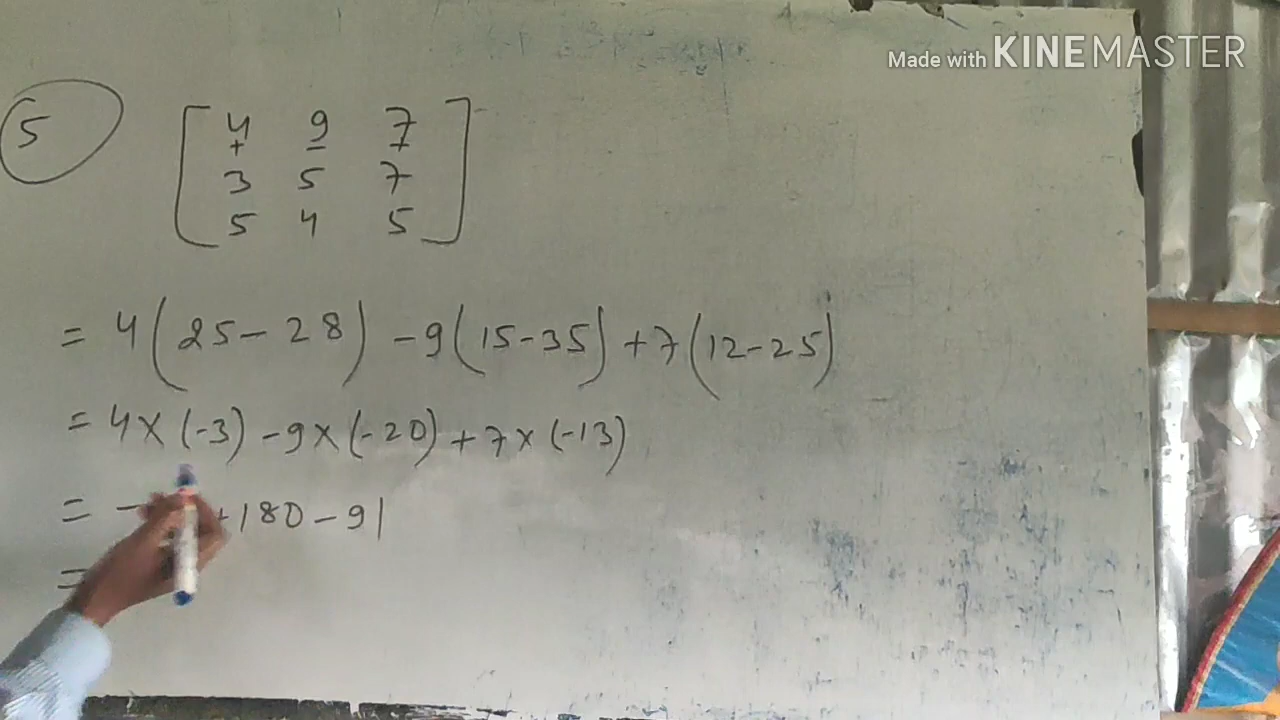 Made with KINEMASTER
5
4 9 7
+ - +
3 5 7
5 4 5
= 4(25-28) -9(15-35) +7(12-25)
= 4×(-3) -9×(-20) +7×(-13)
= - +180-91
=